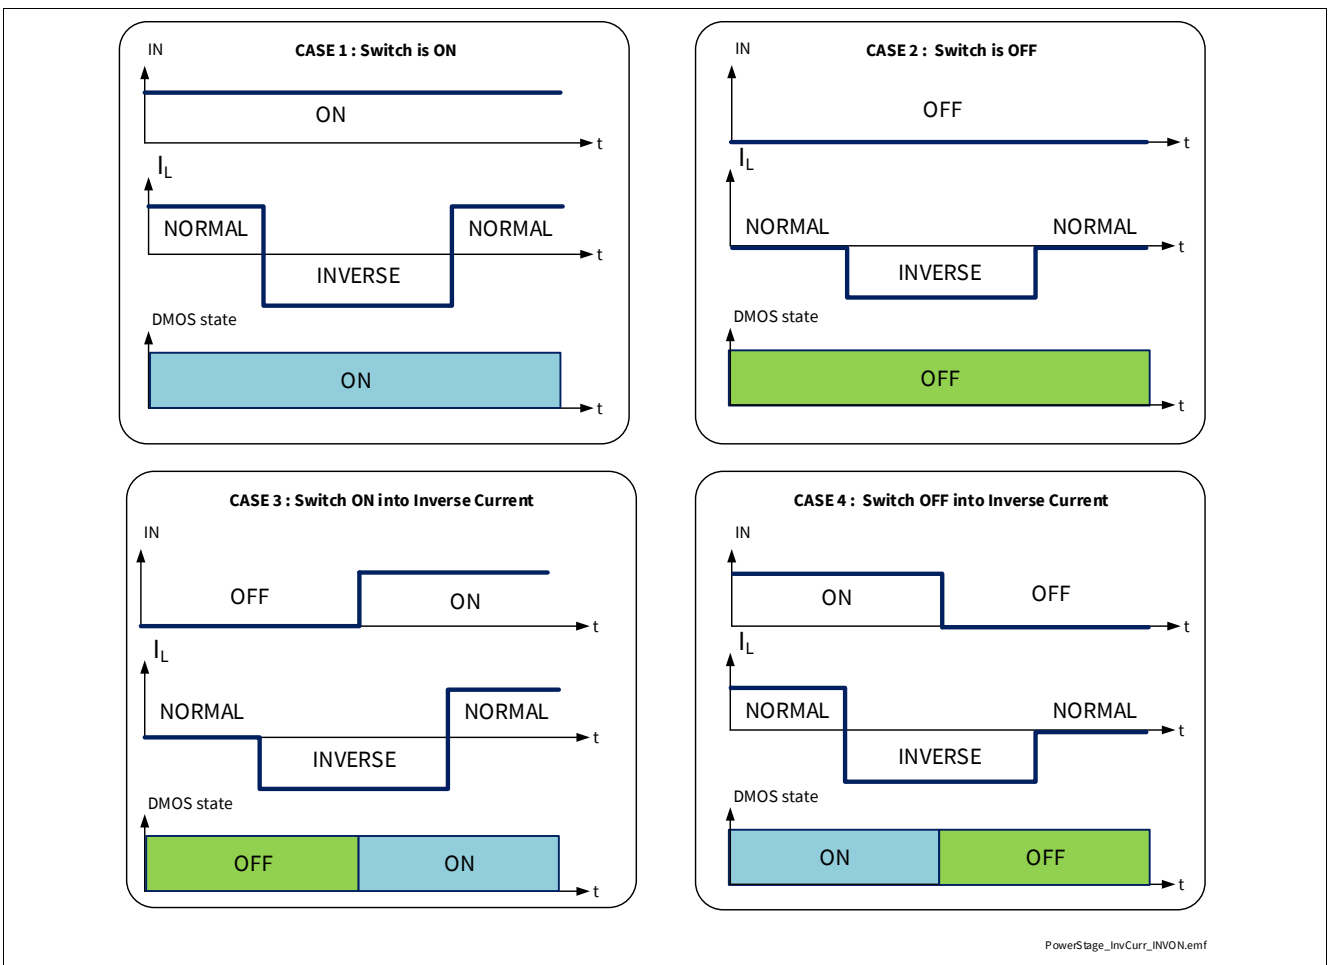 CASE 1 : Switch is ON
IN
ON
t
IL
NORMAL
NORMAL
INVERSE
t
DMOS state
ON
t
CASE 2 : Switch is OFF
IN
OFF
t
IL
NORMAL
NORMAL
INVERSE
t
DMOS state
OFF
t
CASE 3 : Switch ON into Inverse Current
IN
OFF
ON
t
IL
NORMAL
NORMAL
INVERSE
t
DMOS state
OFF
ON
t
CASE 4 : Switch OFF into Inverse Current
IN
ON
OFF
t
IL
NORMAL
NORMAL
INVERSE
t
DMOS state
ON
OFF
t
PowerStage_InvCurr_INVON.emf